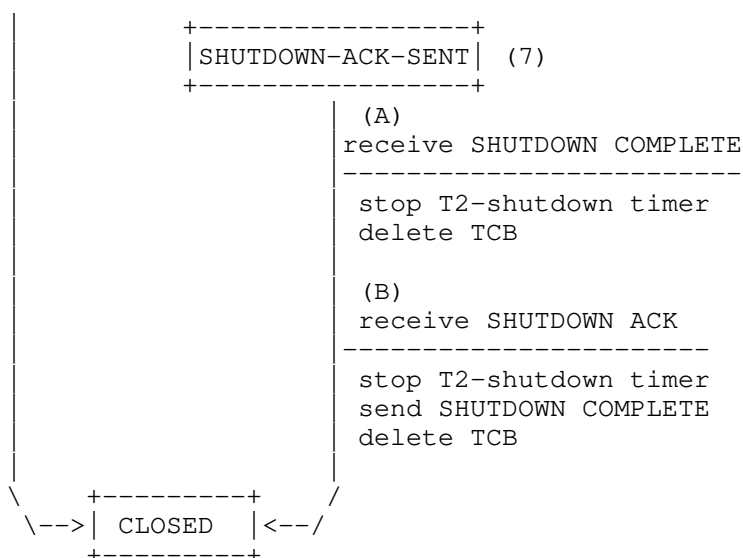 SHUTDOWN-ACK-SENT (7)
(A)
receive SHUTDOWN COMPLETE
stop T2-shutdown timer
delete TCB
(B)
receive SHUTDOWN ACK
stop T2-shutdown timer
send SHUTDOWN COMPLETE
delete TCB
CLOSED